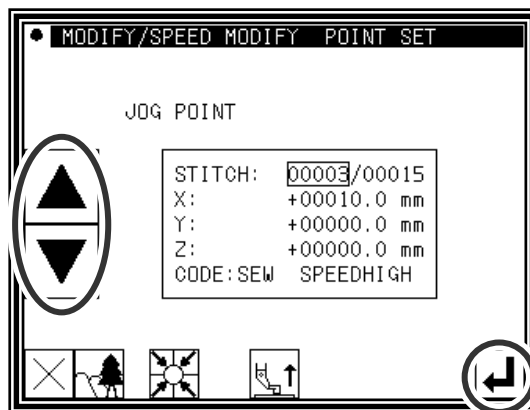 MODIFY/SPEED MODIFY POINT SET
JOG POINT
STITCH: 00003/00015
X: +00010.0 mm
Y: +00000.0 mm
Z: +00000.0 mm
CODE:SEW SPEEDHIGH